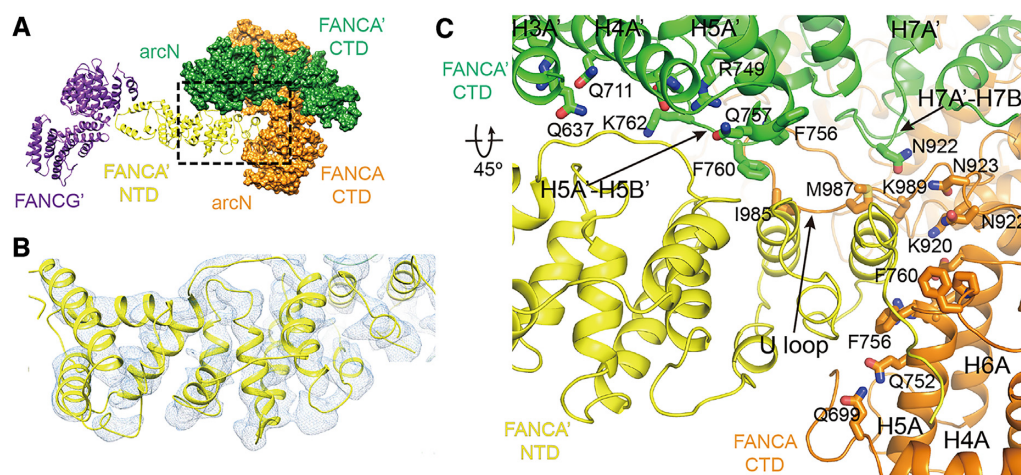 A
FANCA'
CTD
arcN
FANCG'
FANCA'
NTD
arcN
FANCA
CTD
B
45°
C
H3A'
H4A'
H5A'
H7A'
FANCA'
CTD
Q711
R749
H7A'-H7B'
Q637
K762
Q757
F756
N922
F760
N923
H5A'-H5B'
M987
K989
I985
N922
K920
F760
U loop
F756
H6A
Q752
Q699
FANCA'
NTD
FANCA
CTD
H5A
H4A